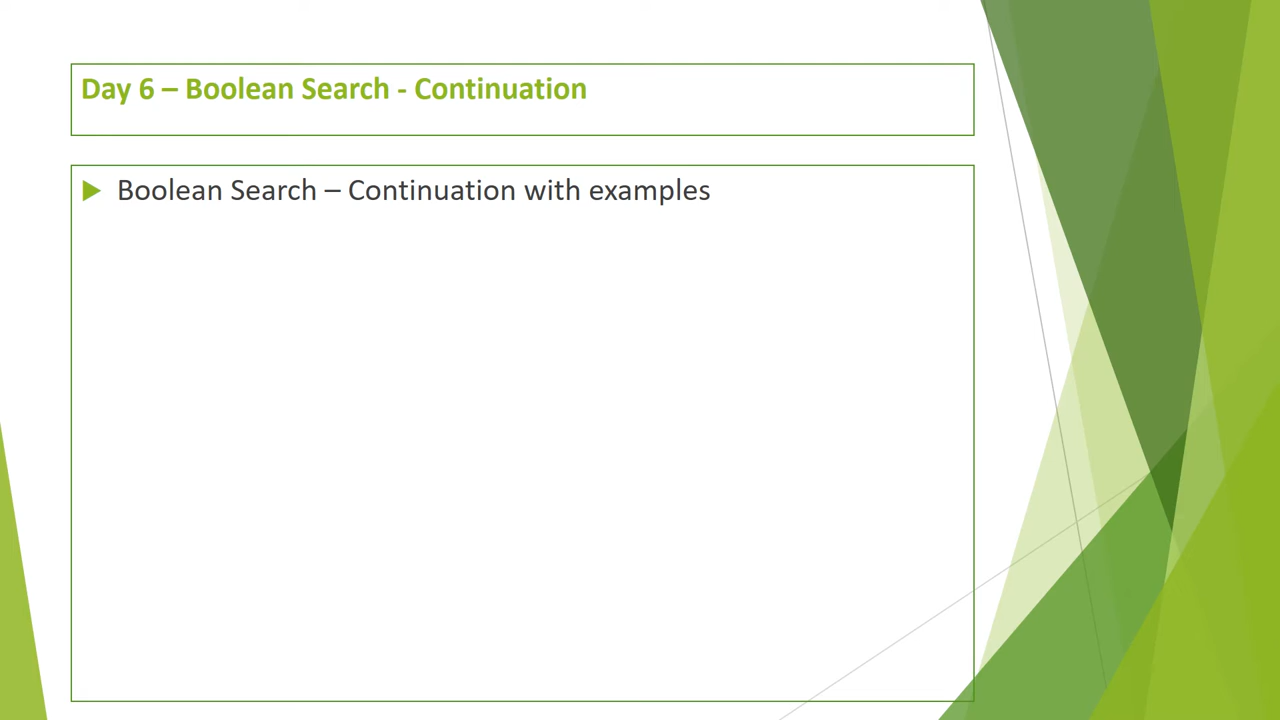 Day 6 – Boolean Search - Continuation
Boolean Search – Continuation with examples